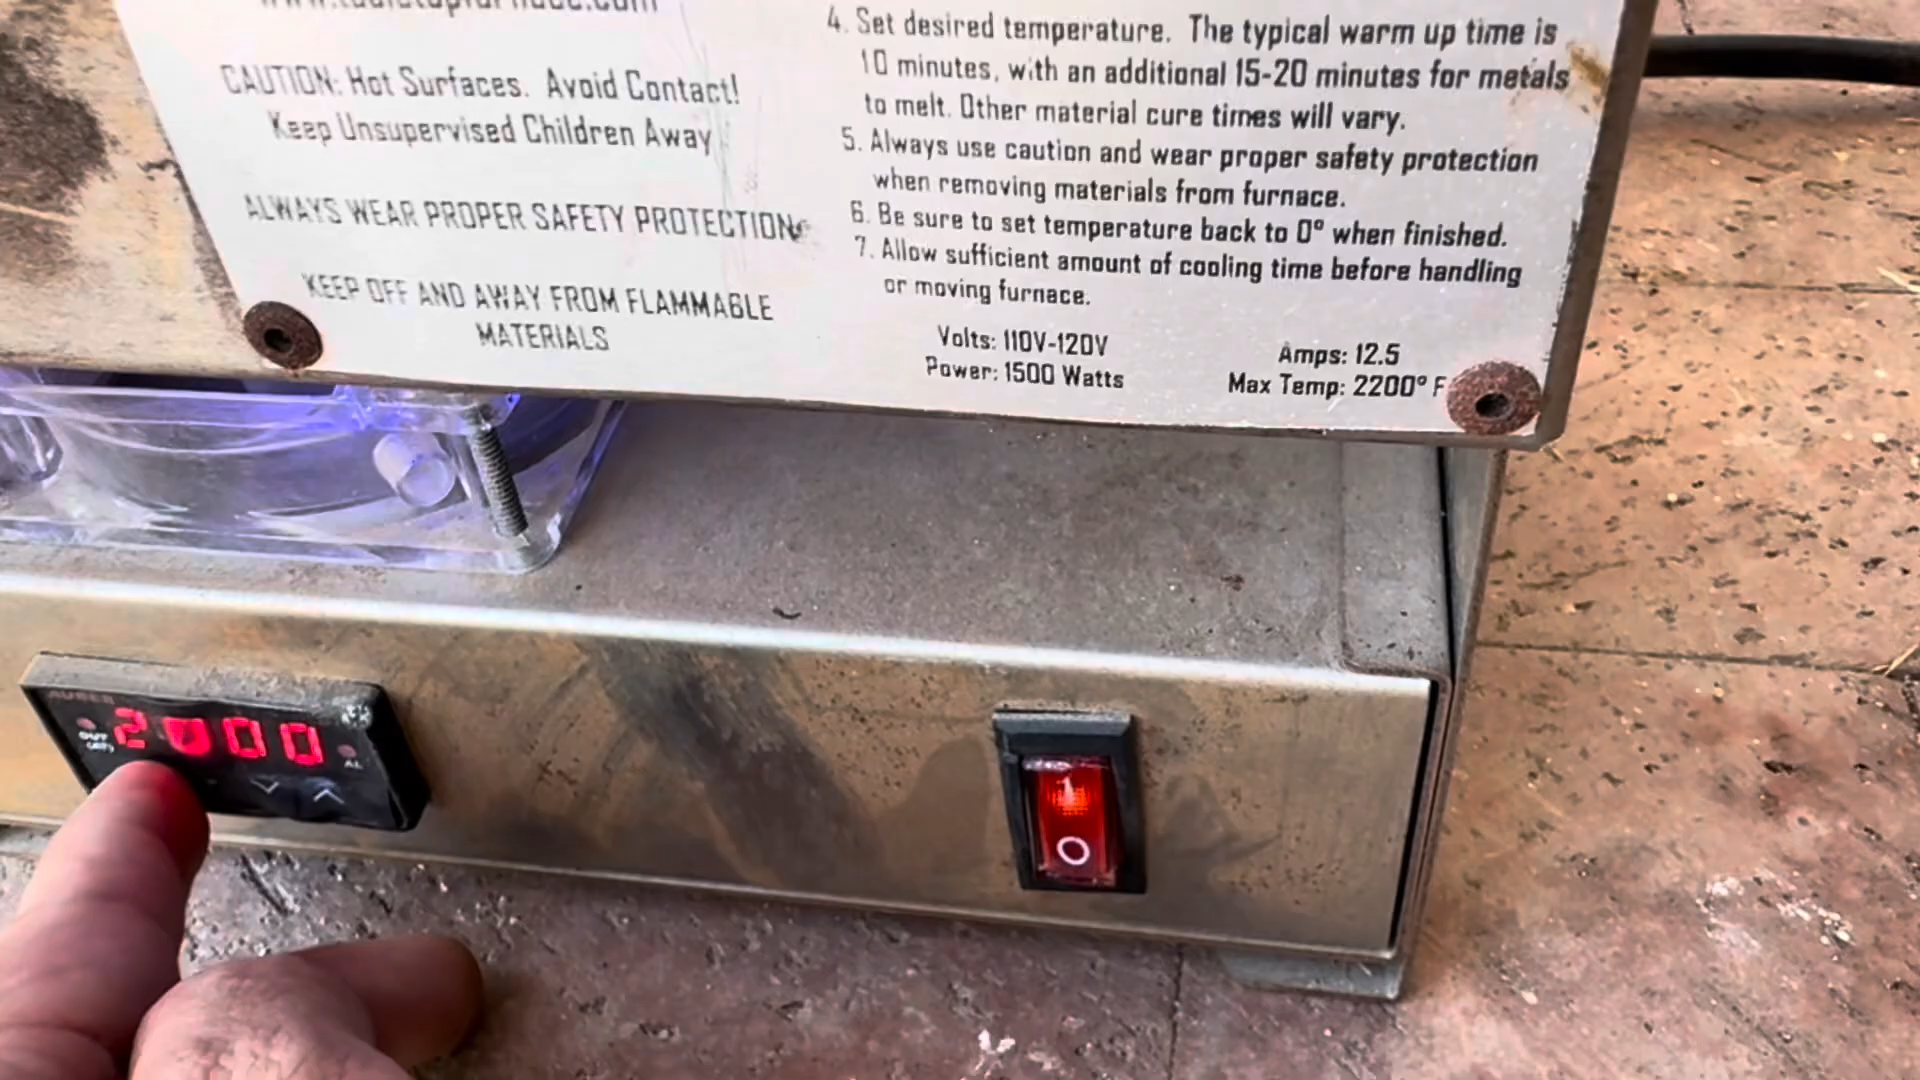 CAUTION: Hot Surfaces. Avoid Contact!
Keep Unsupervised Children Away
ALWAYS WEAR PROPER SAFETY PROTECTION
KEEP OFF AND AWAY FROM FLAMMABLE
MATERIALS
4. Set desired temperature. The typical warm up time is
10 minutes, with an additional 15-20 minutes for metals
to melt. Other material cure times will vary.
5. Always use caution and wear proper safety protection
when removing materials from furnace.
6. Be sure to set temperature back to 0° when finished.
7. Allow sufficient amount of cooling time before handling
or moving furnace.
Volts: 110V-120V
Power: 1500 Watts
Amps: 12.5
Max Temp: 2200° F
AUBER
OUT
2000
AL